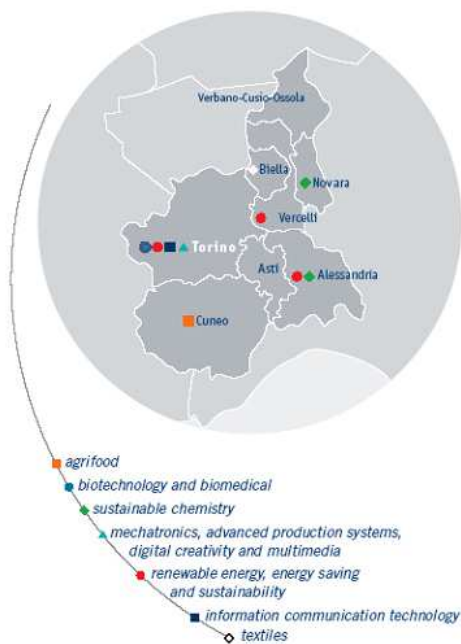 Verbano-Cusio-Ossola
Biella
Novara
Vercelli
Torino
Asti
Alessandria
Cuneo
agrifood
biotechnology and biomedical
sustainable chemistry
mechatronics, advanced production systems,
digital creativity and multimedia
renewable energy, energy saving
and sustainability
information communication technology
textiles